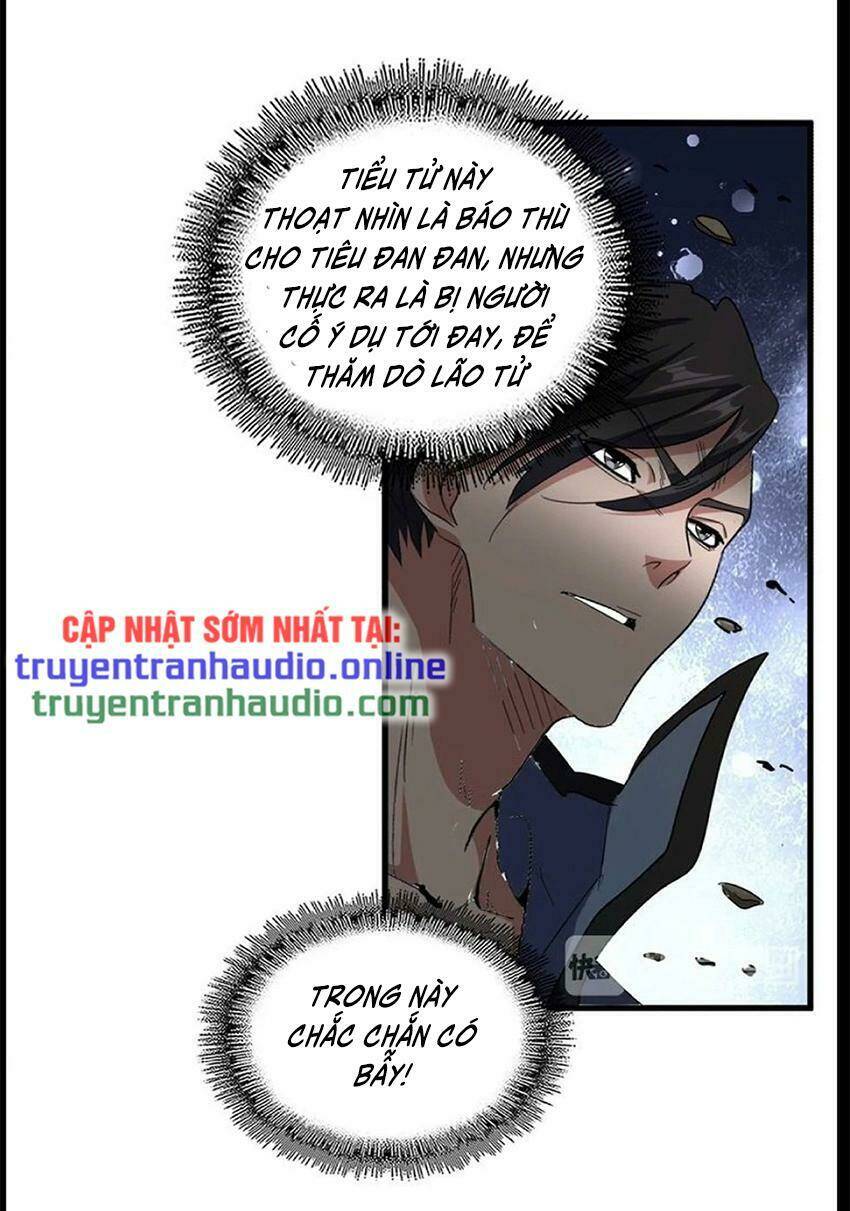 TIỂU TỬ NÀY
THOẠT NHÌN LÀ BÁO THÙ
CHO TIÊU ĐAN ĐAN, NHƯNG
THỰC RA LÀ BỊ NGƯỜI
CỐ Ý DỤ TỚI ĐAY, ĐỂ
THĂM DÒ LÃO TỬ
CẬP NHẬT SỚM NHẤT TẠI:
truyentranhaudio.online
truyentranhaudio.com
快
TRONG NÀY
CHẮC CHẮN CÓ
BẪY!